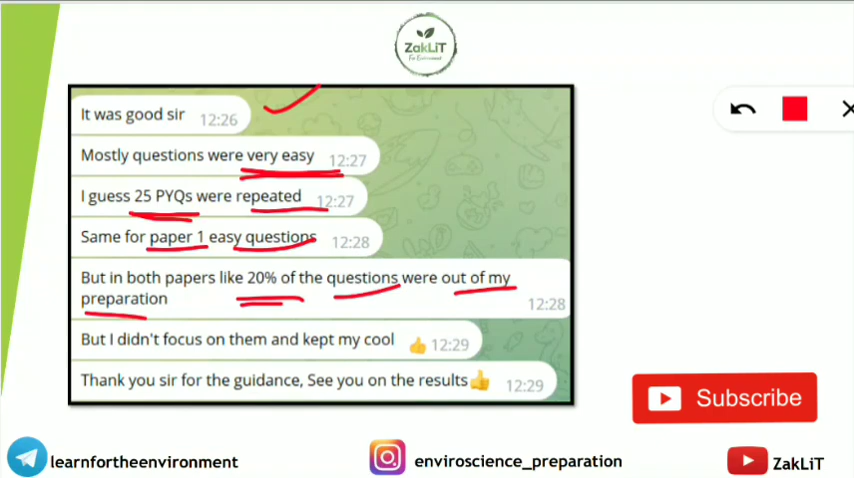 ZakLiT
For Environment
It was good sir 12:26
Mostly questions were very easy 12:27
I guess 25 PYQs were repeated 12:27
Same for paper 1 easy questions 12:28
But in both papers like 20% of the questions were out of my
preparation 12:28
But I didn't focus on them and kept my cool 👍 12:29
Thank you sir for the guidance, See you on the results👍 12:29
Subscribe
learnfortheenvironment
enviroscience_preparation
ZakLiT